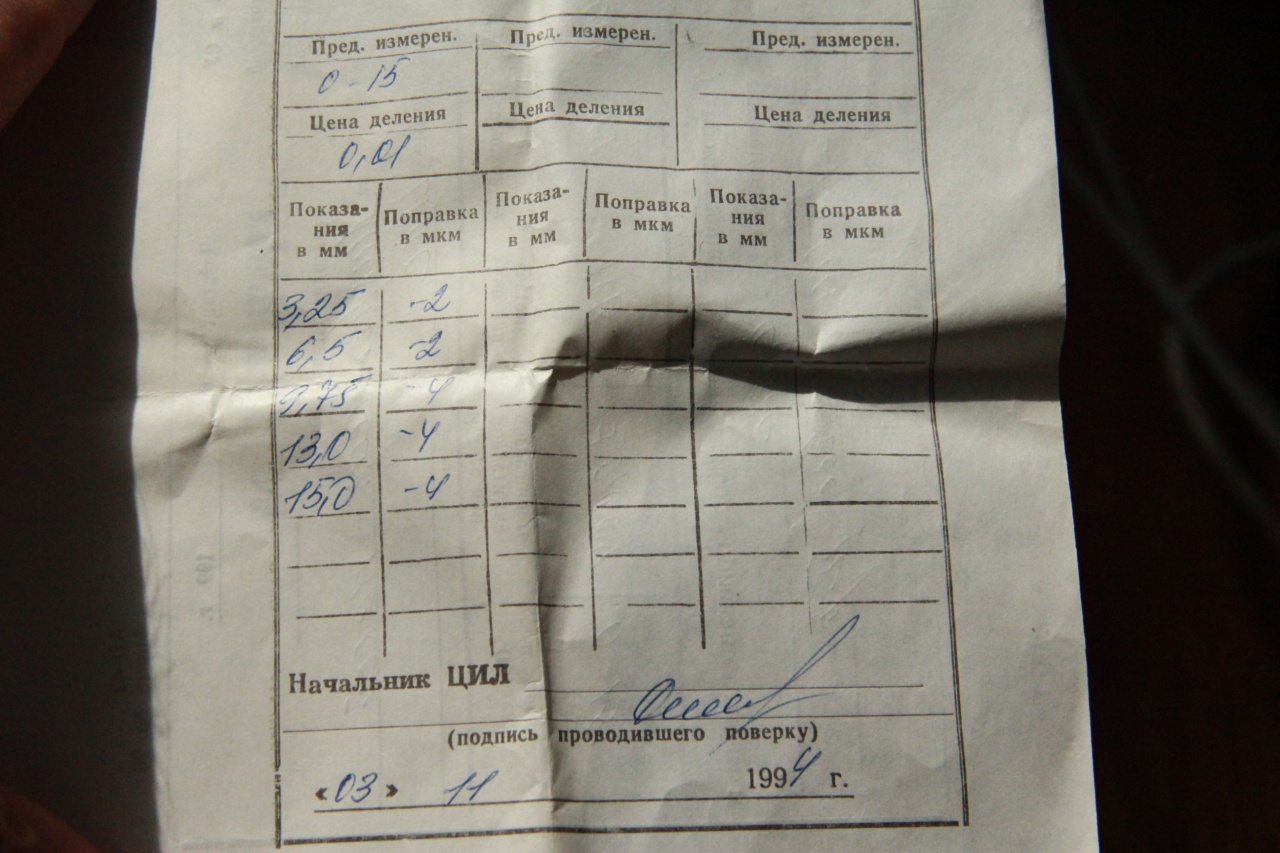 Пред. измерен. Пред. измерен. Пред. измерен.
0-15
Цена деления Цена деления Цена деления
0,01
Показа- Поправка Показа- Поправка Показа- Поправка
ния в мкм ния в мкм ния в мкм
в мм в мм в мм
3,25 -2
6,5 -2
9,75 -4
13,0 -4
15,0 -4
Начальник ЦИЛ
(подпись проводившего поверку)
«03» 11 1994 г.